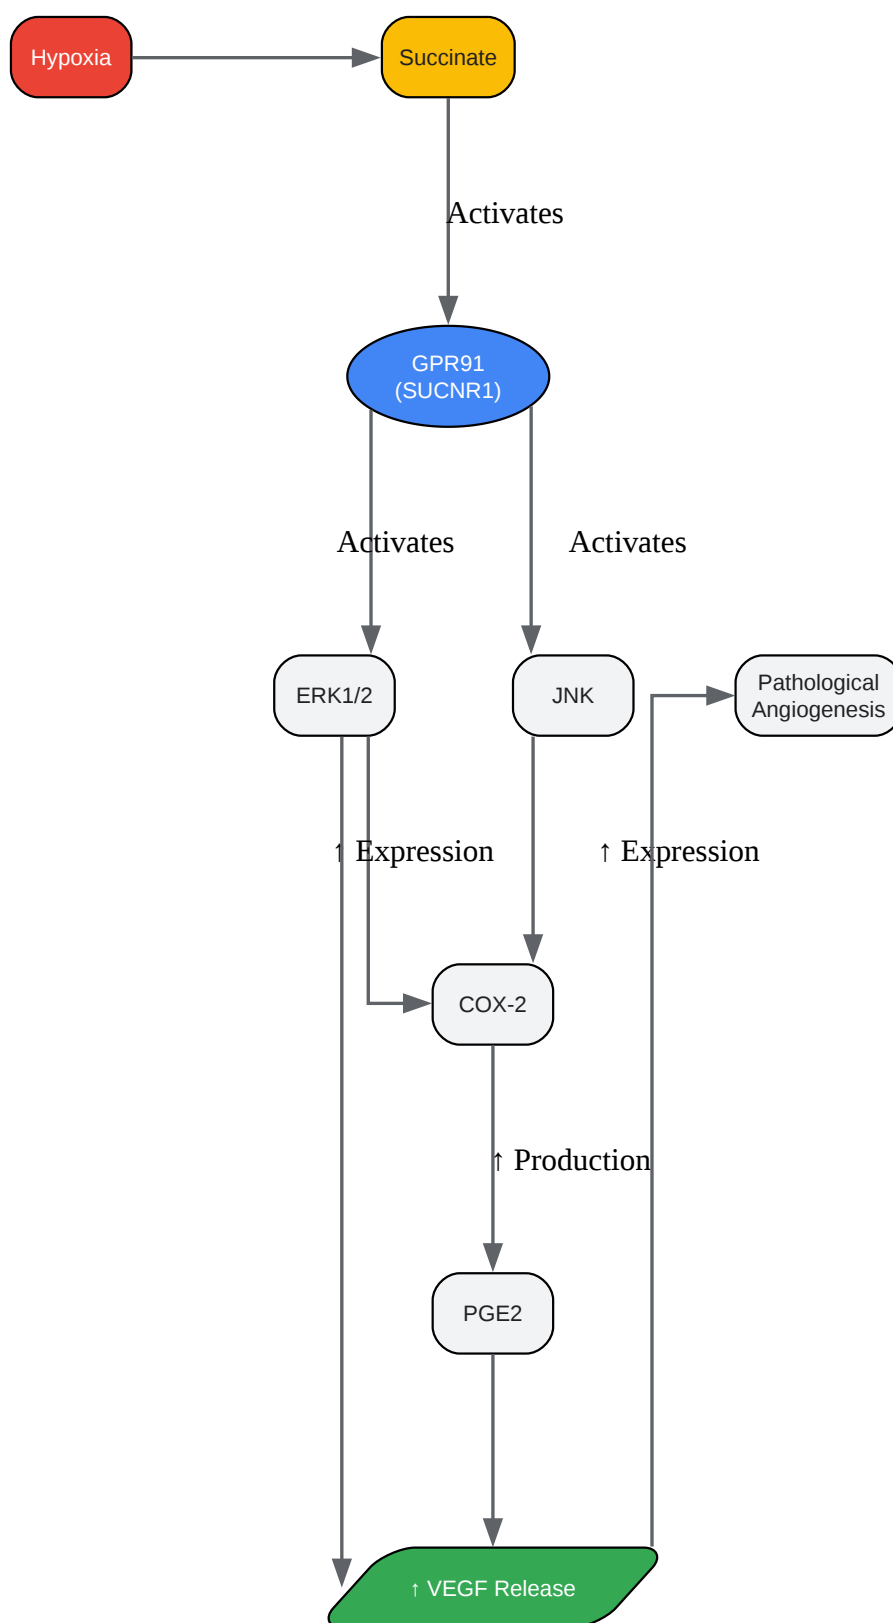 Hypoxia
Succinate
Activates
GPR91
(SUCNR1)
Activates
Activates
ERK1/2
JNK
Pathological
Angiogenesis
↑ Expression
↑ Expression
COX-2
↑ Production
PGE2
↑ VEGF Release